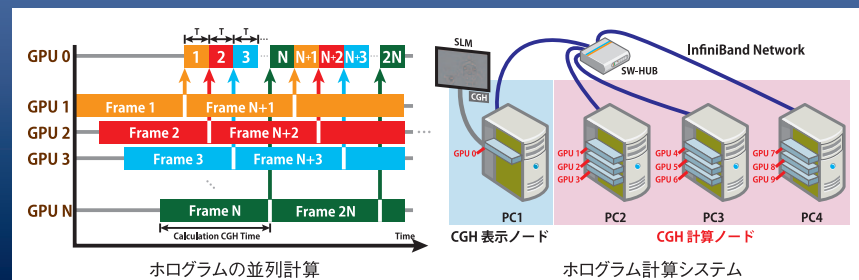 T T T
GPU 0 1 2 3 ... N N+1 N+2 N+3 ... 2N
GPU 1 Frame 1 Frame N+1
GPU 2 Frame 2 Frame N+2 ...
GPU 3 Frame 3 Frame N+3
GPU N Frame N Frame 2N
Calculation CGH Time
Time
ホログラムの並列計算
SLM
CGH
InfiniBand Network
SW-HUB
GPU 0
GPU 1
GPU 2
GPU 3
GPU 4
GPU 5
GPU 6
GPU 7
GPU 8
GPU 9
PC1 PC2 PC3 PC4
CGH 表示ノード CGH 計算ノード
ホログラム計算システム